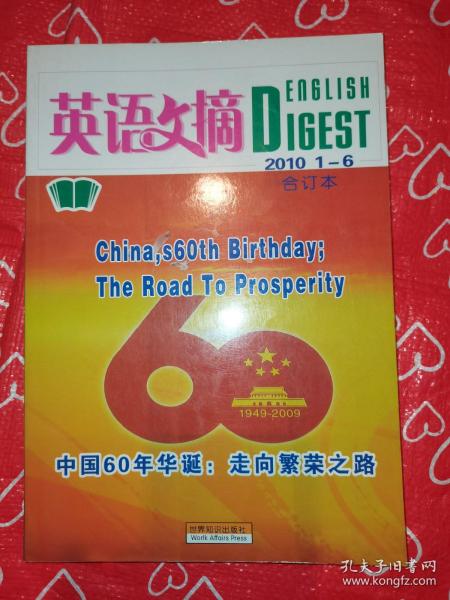 英语文摘
ENGLISH
DIGEST
2010 1-6
合订本
China,s60th Birthday;
The Road To Prosperity
60
1949-2009
中国60年华诞：走向繁荣之路
世界知识出版社
Worlk Affairs Press
孔夫子旧书网
www.kongfz.com